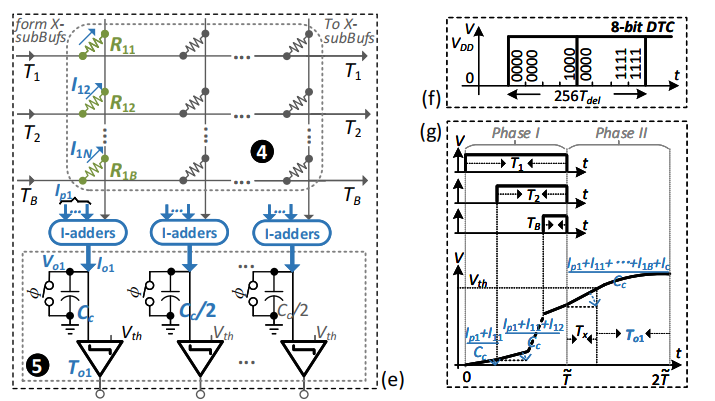 form X-
subBufs
To X-
subBufs
R11
T1
...
T1
I12
R12
T2
...
T2
I1N
R1B
4
TB
...
TB
Ip1
...
...
...
I-adders
I-adders
I-adders
Vo1
Io1
...
ϕ
Cc
ϕ
Cc/2
ϕ
Cc/2
Vth
Vth
Vth
...
5
To1
(e)
8-bit DTC
V
VDD
0
0000
0000
1000
0000
1111
1111
t
256Tdel
(f)
(g)
Phase I
Phase II
V
T1
t
T2
t
TB
t
V
Ip1+I11+···+I1B+Ic
Cc
Vth
Ip1+I11
Cc
Ip1+I11+I12
Cc
Tx
To1
t
0
T̃
2T̃